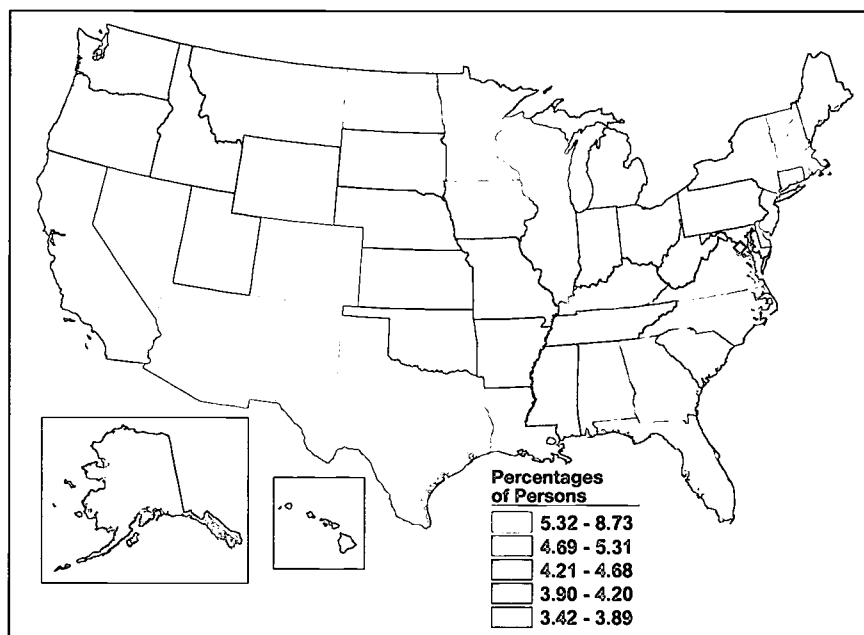 Percentages
of Persons
5.32 - 8.73
4.69 - 5.31
4.21 - 4.68
3.90 - 4.20
3.42 - 3.89